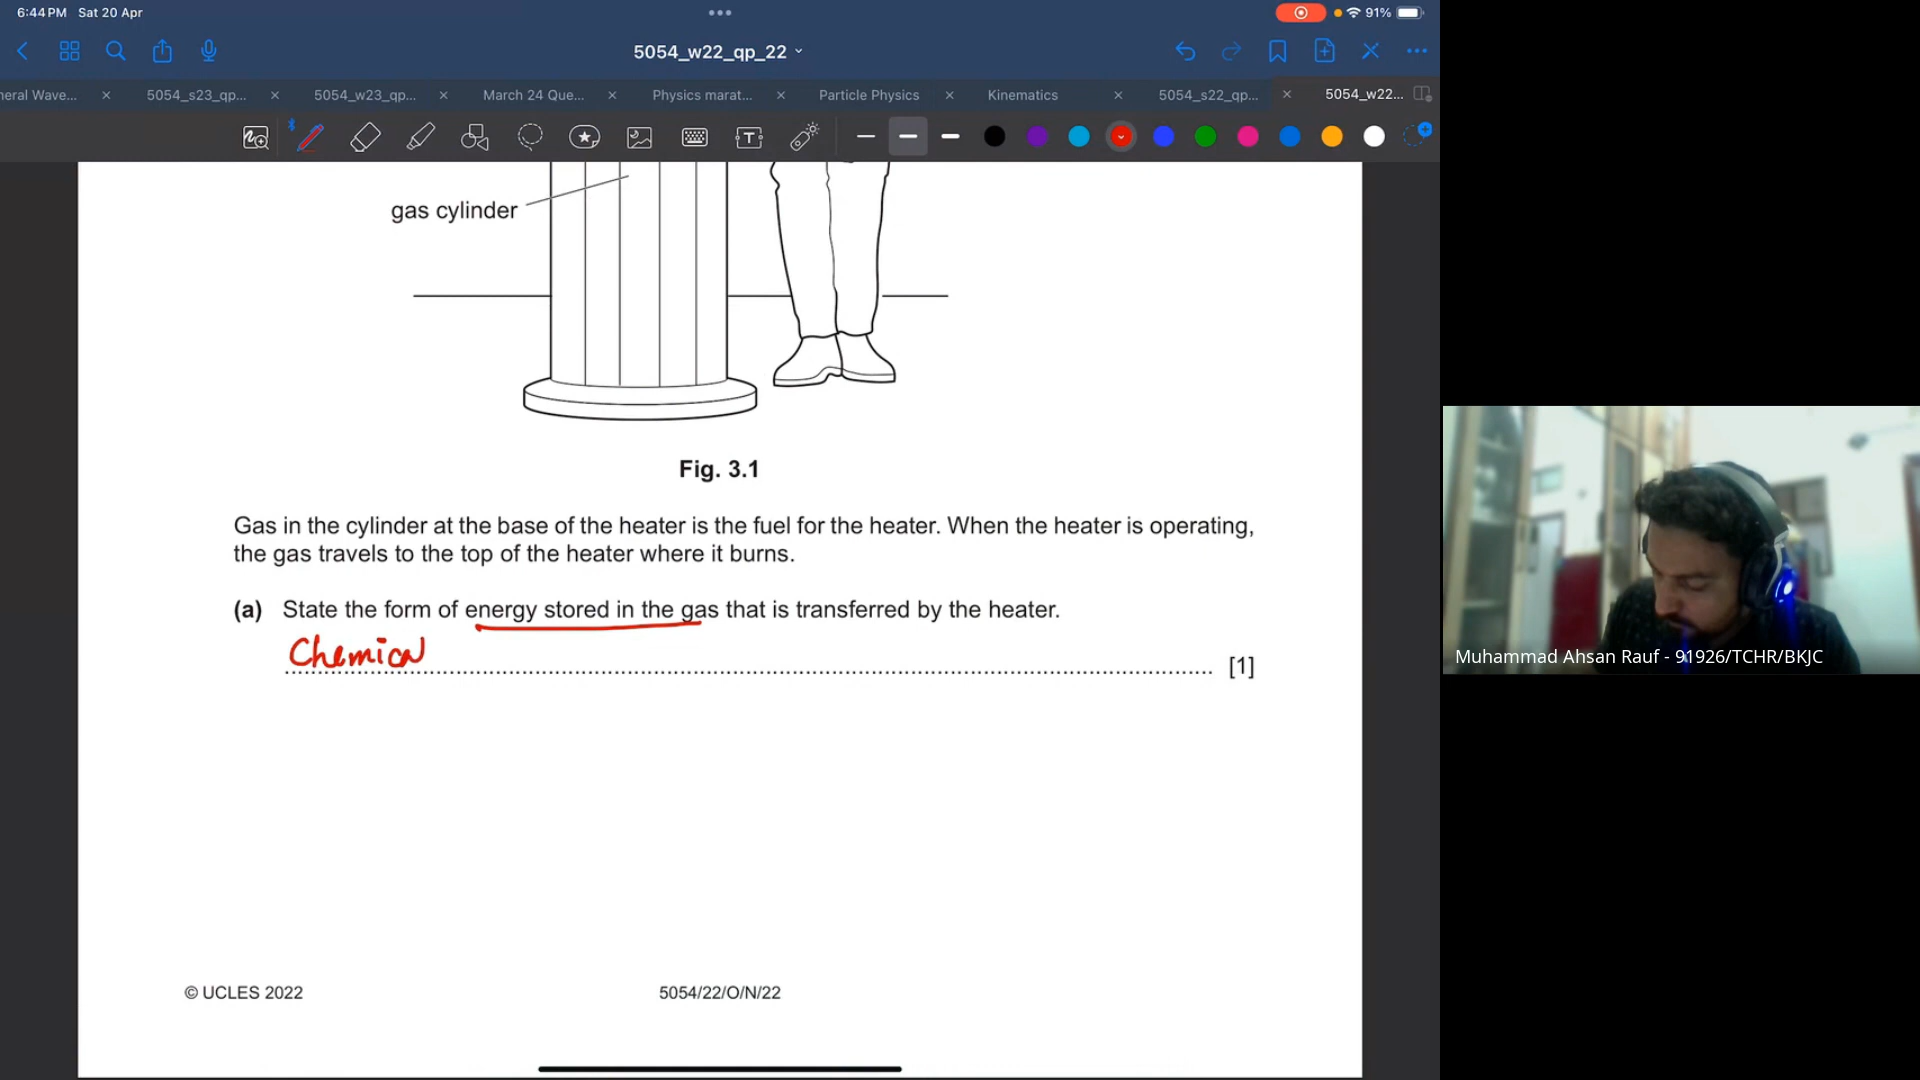 6:44 PM Sat 20 Apr
91%
5054_w22_qp_22
neral Wave...
5054_s23_qp...
5054_w23_qp...
March 24 Que...
Physics marat...
Particle Physics
Kinematics
5054_s22_qp...
5054_w22...
gas cylinder
Fig. 3.1
Gas in the cylinder at the base of the heater is the fuel for the heater. When the heater is operating,
the gas travels to the top of the heater where it burns.
(a) State the form of energy stored in the gas that is transferred by the heater.
Chemical
[1]
© UCLES 2022
5054/22/O/N/22
Muhammad Ahsan Rauf - 91926/TCHR/BKJC